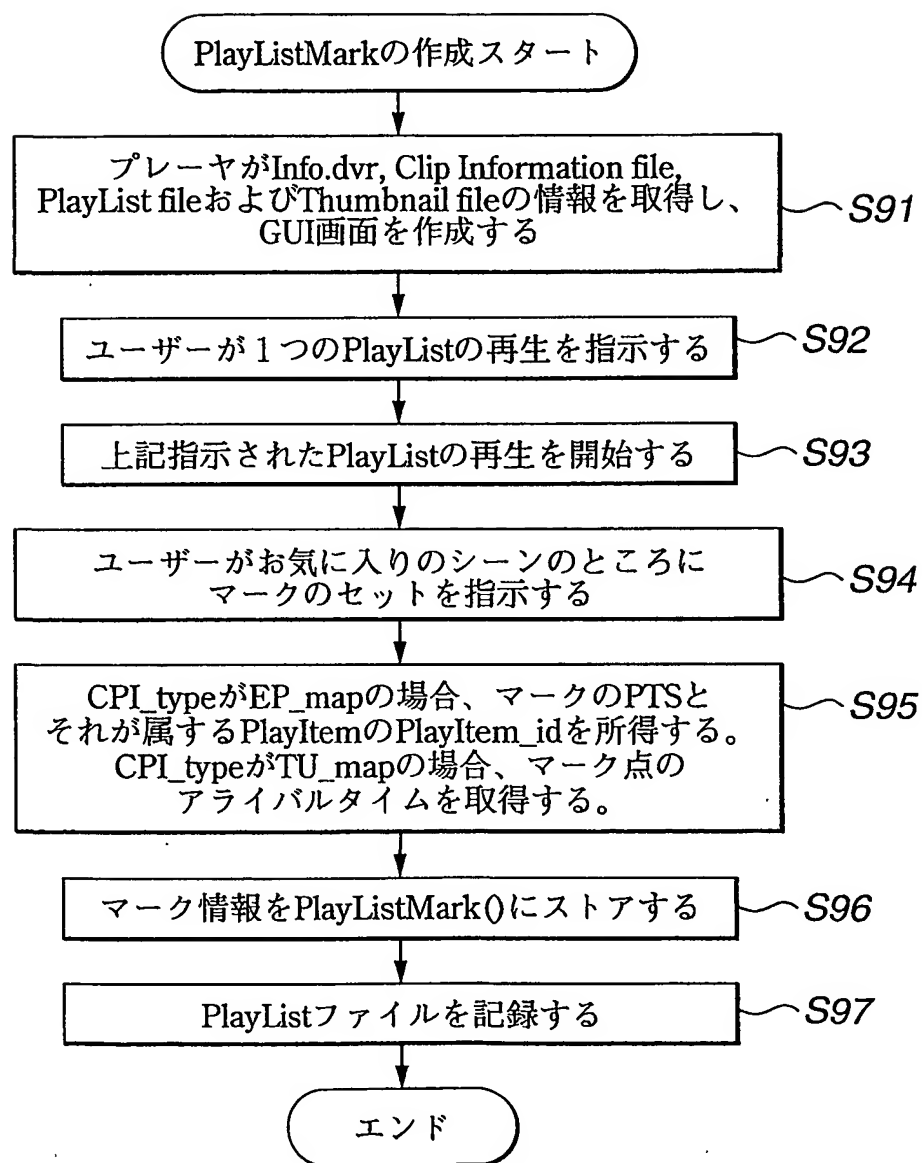 PlayListMarkの作成スタート
プレーヤがInfo.dvr, Clip Information file,
PlayList fileおよびThumbnail fileの情報を取得し、
GUI画面を作成する
S91
ユーザーが１つのPlayListの再生を指示する
S92
上記指示されたPlayListの再生を開始する
S93
ユーザーがお気に入りのシーンのところに
マークのセットを指示する
S94
CPI_typeがEP_mapの場合、マークのPTSと
それが属するPlayItemのPlayItem_idを所得する。
CPI_typeがTU_mapの場合、マーク点の
アライバルタイムを取得する。
S95
マーク情報をPlayListMark()にストアする
S96
PlayListファイルを記録する
S97
エンド